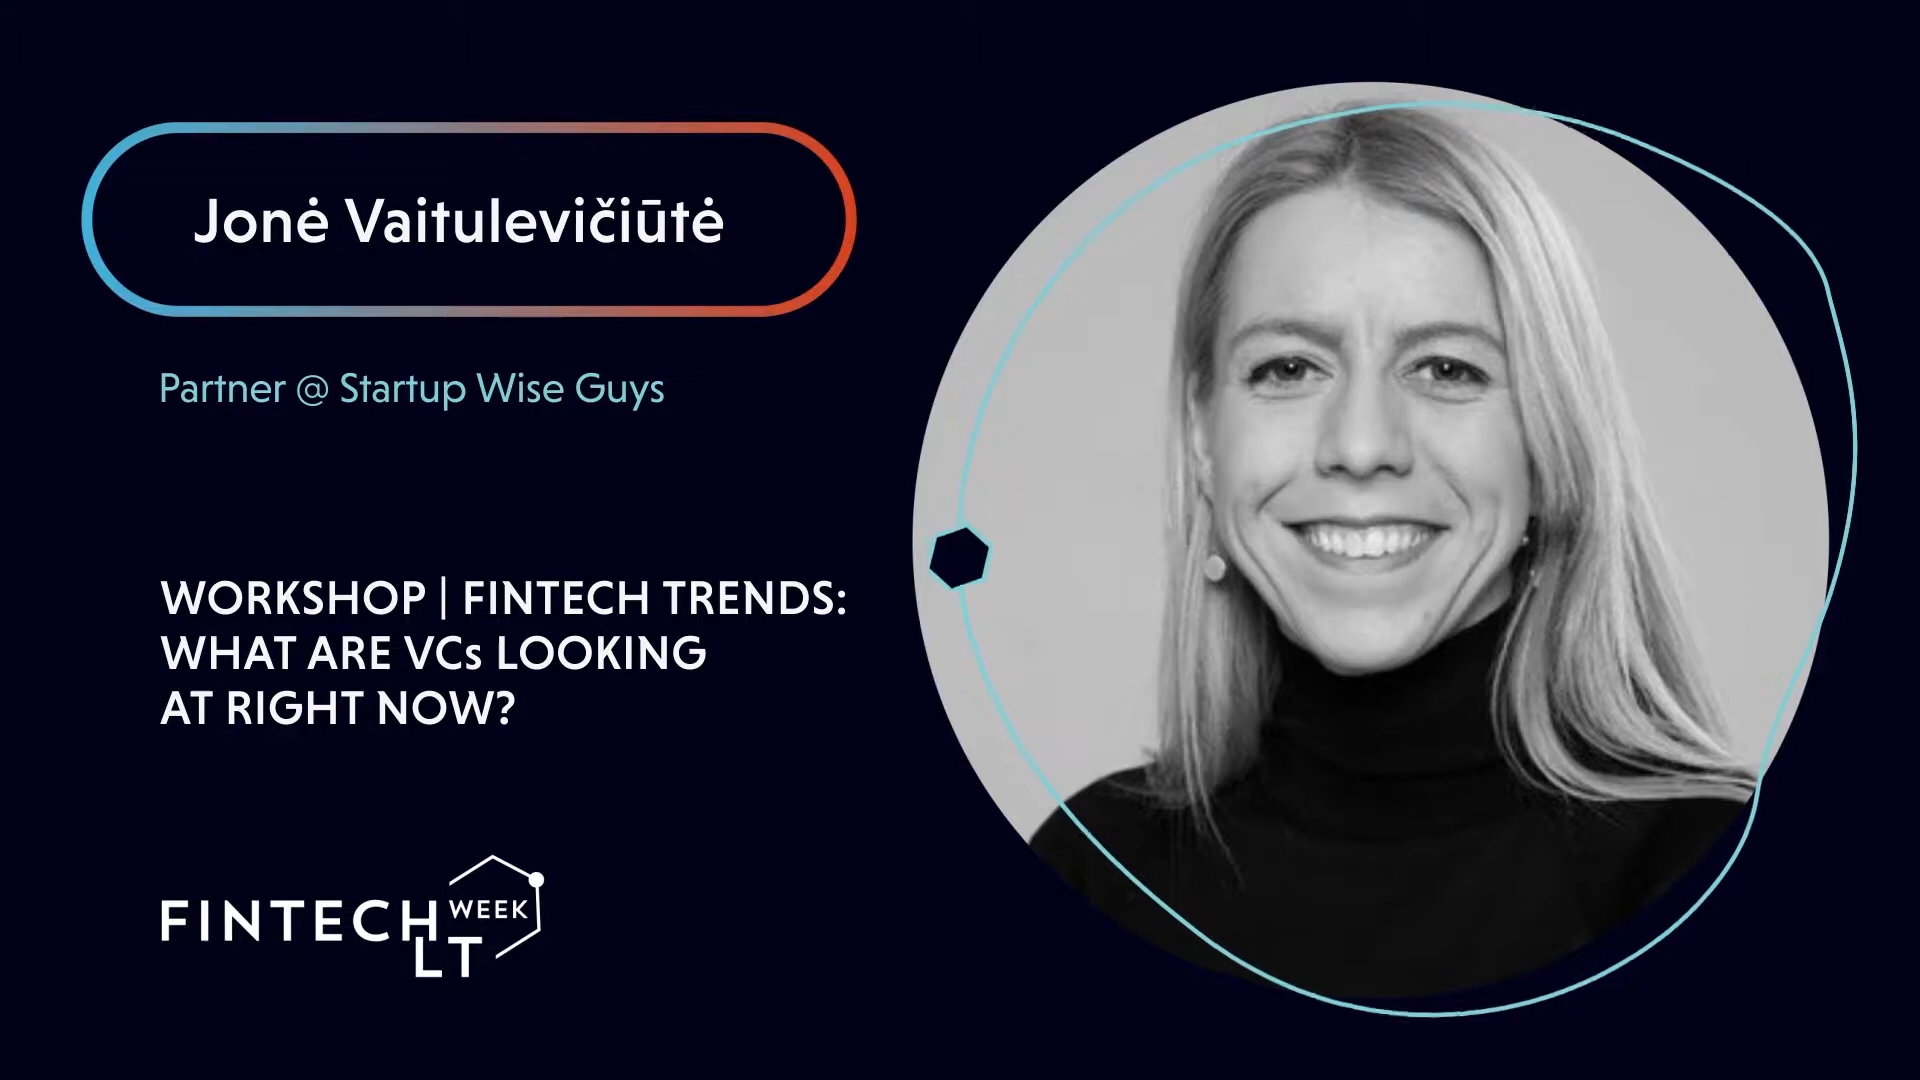 Jonė Vaitulevičiūtė
Partner @ Startup Wise Guys
WORKSHOP | FINTECH TRENDS:
WHAT ARE VCs LOOKING
AT RIGHT NOW?
FINTECH WEEK
LT